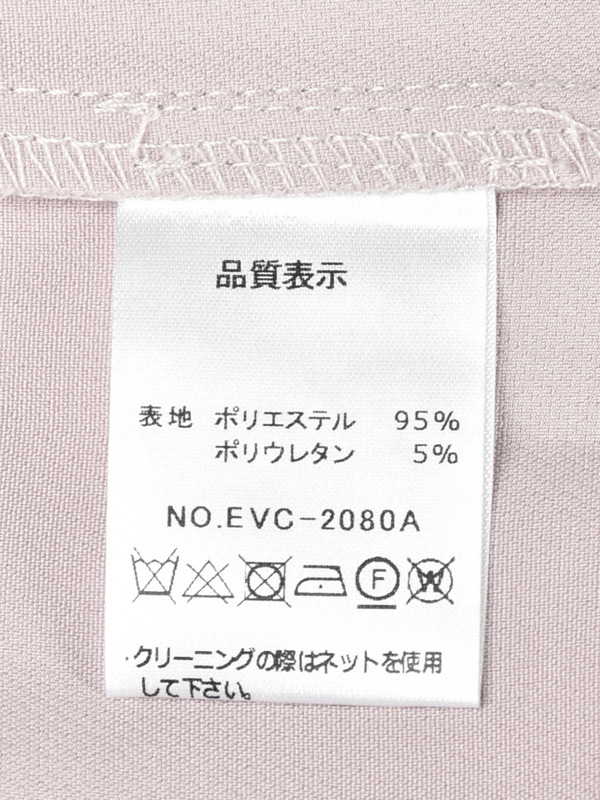 品質表示
表地 ポリエステル 95%
ポリウレタン 5%
NO.EVC-2080A
F W
・クリーニングの際はネットを使用
して下さい。